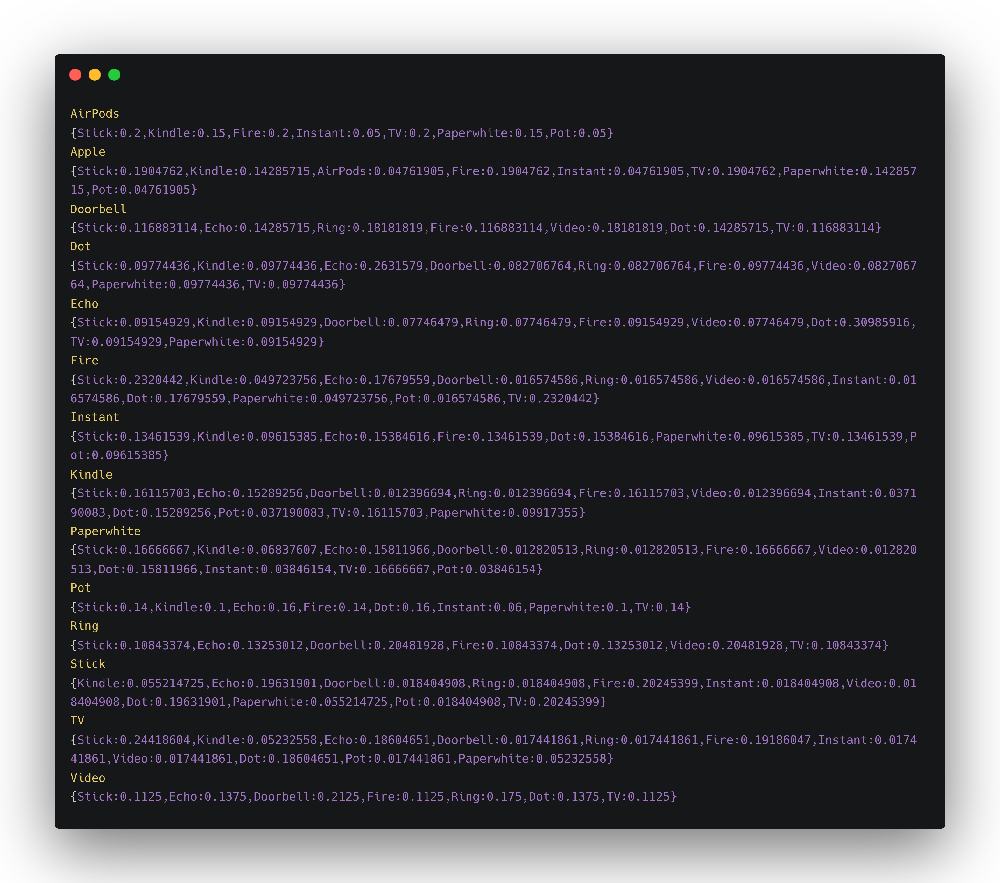 AirPods
{Stick:0.2,Kindle:0.15,Fire:0.2,Instant:0.05,TV:0.2,Paperwhite:0.15,Pot:0.05}
Apple
{Stick:0.1904762,Kindle:0.14285715,AirPods:0.04761905,Fire:0.1904762,Instant:0.04761905,TV:0.1904762,Paperwhite:0.142857
15,Pot:0.04761905}
Doorbell
{Stick:0.116883114,Echo:0.14285715,Ring:0.18181819,Fire:0.116883114,Video:0.18181819,Dot:0.14285715,TV:0.116883114}
Dot
{Stick:0.09774436,Kindle:0.09774436,Echo:0.2631579,Doorbell:0.082706764,Ring:0.082706764,Fire:0.09774436,Video:0.0827067
64,Paperwhite:0.09774436,TV:0.09774436}
Echo
{Stick:0.09154929,Kindle:0.09154929,Doorbell:0.07746479,Ring:0.07746479,Fire:0.09154929,Video:0.07746479,Dot:0.30985916,
TV:0.09154929,Paperwhite:0.09154929}
Fire
{Stick:0.2320442,Kindle:0.049723756,Echo:0.17679559,Doorbell:0.016574586,Ring:0.016574586,Video:0.016574586,Instant:0.01
6574586,Dot:0.17679559,Paperwhite:0.049723756,Pot:0.016574586,TV:0.2320442}
Instant
{Stick:0.13461539,Kindle:0.09615385,Echo:0.15384616,Fire:0.13461539,Dot:0.15384616,Paperwhite:0.09615385,TV:0.13461539,P
ot:0.09615385}
Kindle
{Stick:0.16115703,Echo:0.15289256,Doorbell:0.012396694,Ring:0.012396694,Fire:0.16115703,Video:0.012396694,Instant:0.0371
90083,Dot:0.15289256,Pot:0.037190083,TV:0.16115703,Paperwhite:0.09917355}
Paperwhite
{Stick:0.16666667,Kindle:0.06837607,Echo:0.15811966,Doorbell:0.012820513,Ring:0.012820513,Fire:0.16666667,Video:0.012820
513,Dot:0.15811966,Instant:0.03846154,TV:0.16666667,Pot:0.03846154}
Pot
{Stick:0.14,Kindle:0.1,Echo:0.16,Fire:0.14,Dot:0.16,Instant:0.06,Paperwhite:0.1,TV:0.14}
Ring
{Stick:0.10843374,Echo:0.13253012,Doorbell:0.20481928,Fire:0.10843374,Dot:0.13253012,Video:0.20481928,TV:0.10843374}
Stick
{Kindle:0.055214725,Echo:0.19631901,Doorbell:0.018404908,Ring:0.018404908,Fire:0.20245399,Instant:0.018404908,Video:0.01
8404908,Dot:0.19631901,Paperwhite:0.055214725,Pot:0.018404908,TV:0.20245399}
TV
{Stick:0.24418604,Kindle:0.05232558,Echo:0.18604651,Doorbell:0.017441861,Ring:0.017441861,Fire:0.19186047,Instant:0.0174
41861,Video:0.017441861,Dot:0.18604651,Pot:0.017441861,Paperwhite:0.05232558}
Video
{Stick:0.1125,Echo:0.1375,Doorbell:0.2125,Fire:0.1125,Ring:0.175,Dot:0.1375,TV:0.1125}